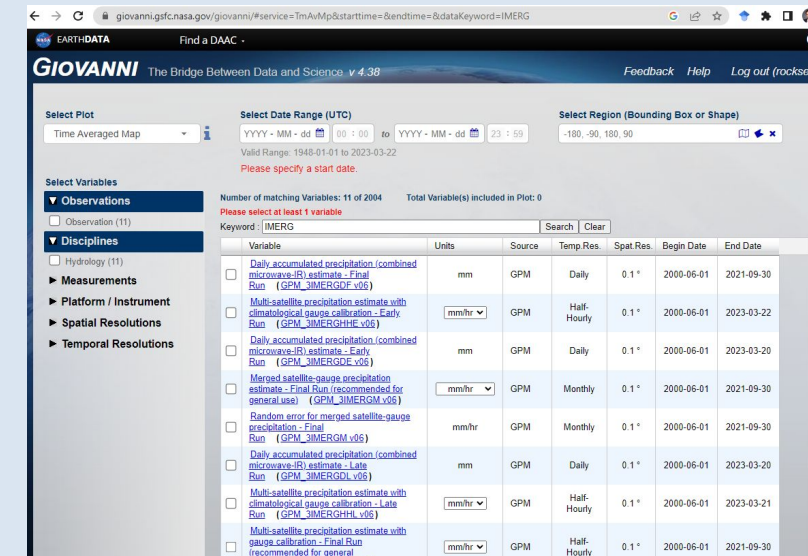 giovanni.gsfc.nasa.gov/giovanni/#service=TmAvMp&starttime=&endtime=&dataKeyword=IMERG
EARTHDATA Find a DAAC
GIOVANNI The Bridge Between Data and Science v 4.38 Feedback Help Log out (rockse
Select Plot
Time Averaged Map
Select Date Range (UTC)
YYYY - MM - dd 00 : 00 to YYYY - MM - dd 23 : 59
Valid Range: 1948-01-01 to 2023-03-22
Please specify a start date.
Select Region (Bounding Box or Shape)
-180, -90, 180, 90
Select Variables
▼ Observations
Observation (11)
▼ Disciplines
Hydrology (11)
► Measurements
► Platform / Instrument
► Spatial Resolutions
► Temporal Resolutions
Number of matching Variables: 11 of 2004 Total Variable(s) included in Plot: 0
Please select at least 1 variable
Keyword : IMERG Search Clear
Variable Units Source Temp.Res. Spat.Res. Begin Date End Date
Daily accumulated precipitation (combined
microwave-IR) estimate - Final
Run (GPM_3IMERGDF v06) mm GPM Daily 0.1 ° 2000-06-01 2021-09-30
Multi-satellite precipitation estimate with
climatological gauge calibration - Early
Run (GPM_3IMERGHHE v06) mm/hr GPM Half-
Hourly 0.1 ° 2000-06-01 2023-03-22
Daily accumulated precipitation (combined
microwave-IR) estimate - Early
Run (GPM_3IMERGDE v06) mm GPM Daily 0.1 ° 2000-06-01 2023-03-20
Merged satellite-gauge precipitation
estimate - Final Run (recommended for
general use) (GPM_3IMERGM v06) mm/hr GPM Monthly 0.1 ° 2000-06-01 2021-09-30
Random error for merged satellite-gauge
precipitation - Final
Run (GPM_3IMERGM v06) mm/hr GPM Monthly 0.1 ° 2000-06-01 2021-09-30
Daily accumulated precipitation (combined
microwave-IR) estimate - Late
Run (GPM_3IMERGDL v06) mm GPM Daily 0.1 ° 2000-06-01 2023-03-20
Multi-satellite precipitation estimate with
climatological gauge calibration - Late
Run (GPM_3IMERGHHL v06) mm/hr GPM Half-
Hourly 0.1 ° 2000-06-01 2023-03-21
Multi-satellite precipitation estimate with
gauge calibration - Final Run
(recommended for general mm/hr GPM Half-
Hourly 0.1 ° 2000-06-01 2021-09-30